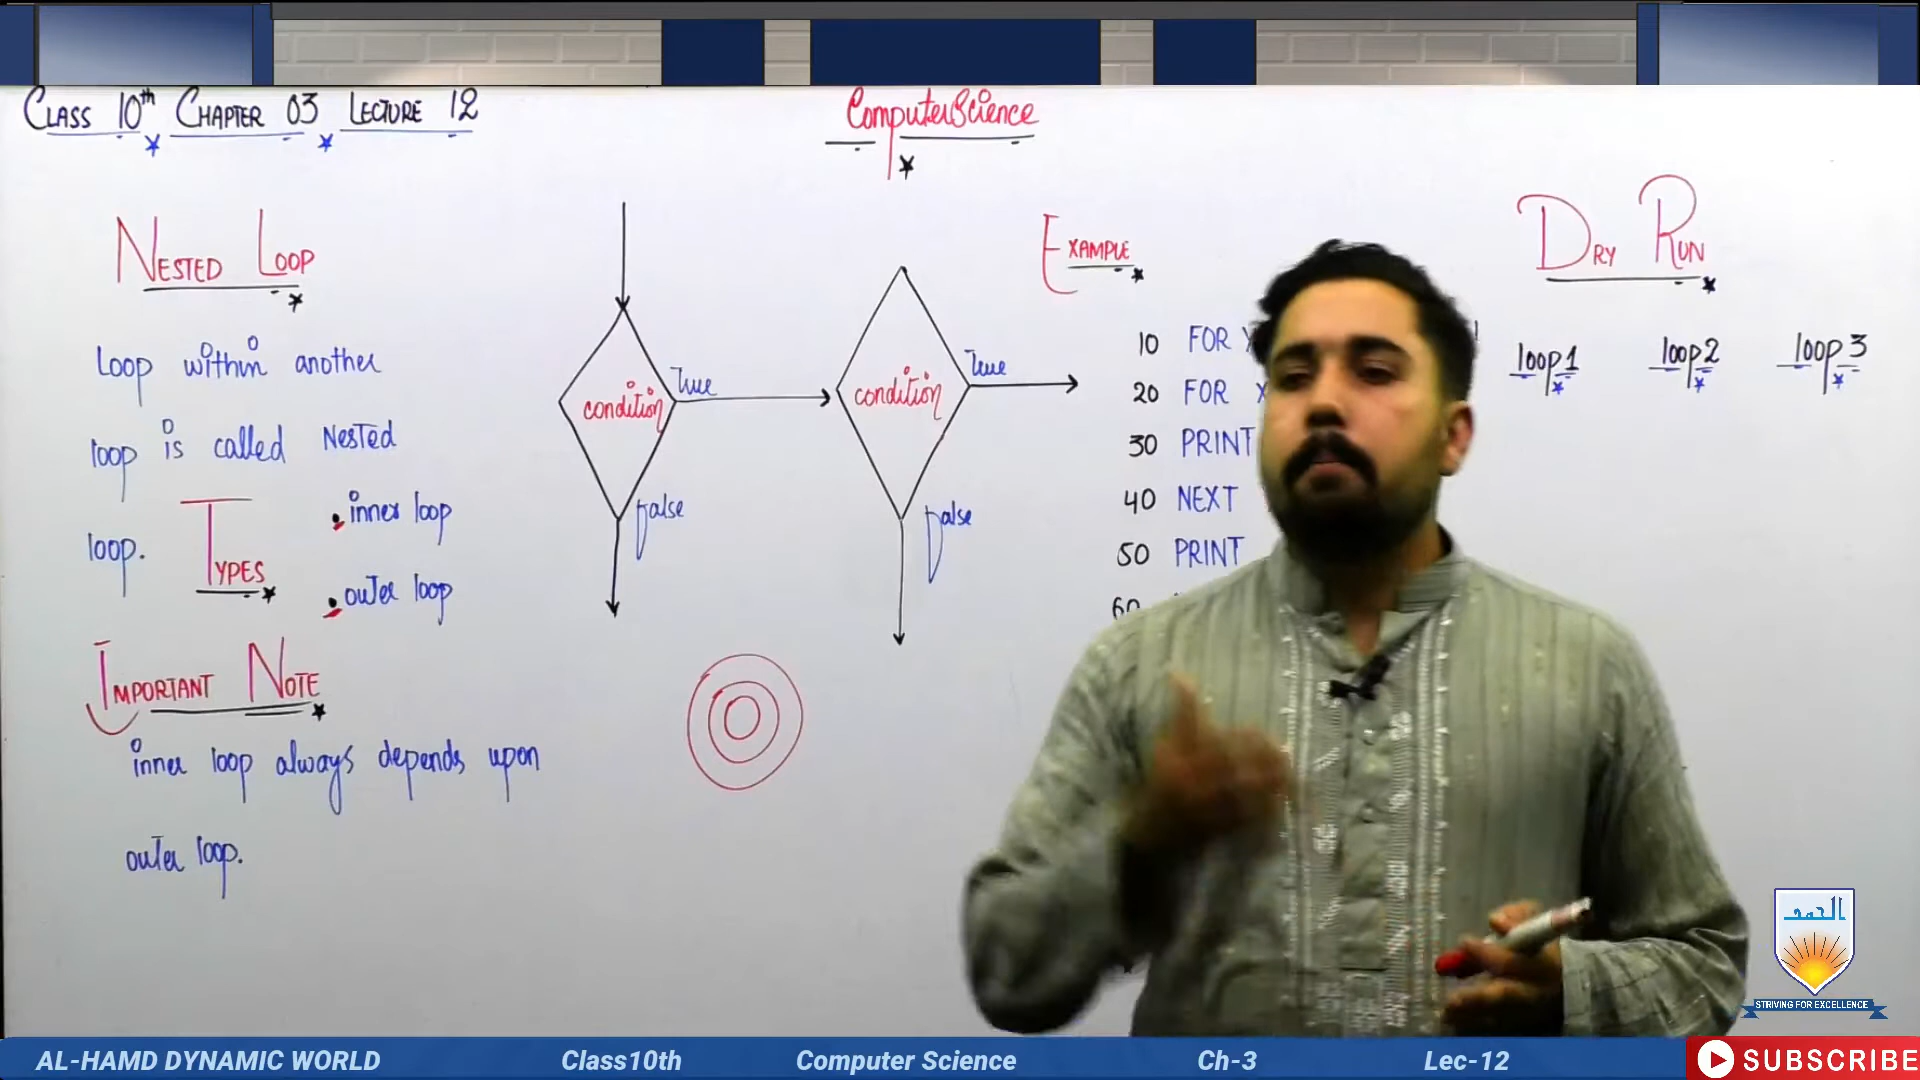 CLASS 10th CHAPTER 03 LECTURE 12
Computer Science
NESTED LOOP
Loop within another
loop is called Nested
loop.
TYPES
inner loop
outer loop
IMPORTANT NOTE
inner loop always depends upon
outer loop.
condition
True
false
condition
True
false
EXAMPLE
10 FOR
20 FOR X
30 PRINT
40 NEXT
50 PRINT
60
DRY RUN
loop 1 loop 2 loop 3
الحمد
STRIVING FOR EXCELLENCE
AL-HAMD DYNAMIC WORLD Class10th Computer Science Ch-3 Lec-12 SUBSCRIBE